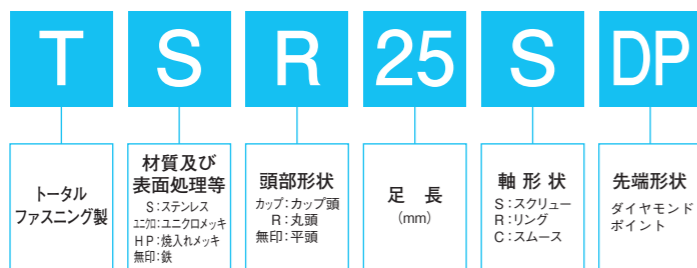 T S R 25 S DP
トータル
ファスニング製
材質及び
表面処理等
S:ステンレス
ユニクロ:ユニクロメッキ
HP:焼入れメッキ
無印:鉄
頭部形状
カップ:カップ頭
R:丸頭
無印:平頭
足 長
(mm)
軸 形 状
S:スクリュー
R:リング
C:スムース
先端形状
ダイヤモンド
ポイント